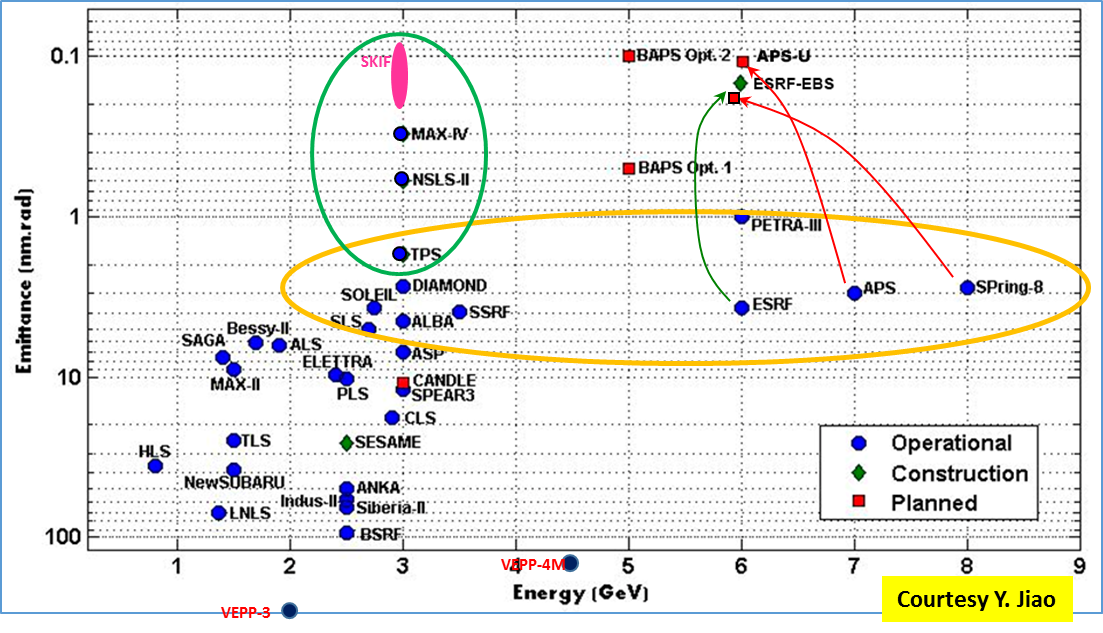 0.1
1
10
100
Emittance (nm.rad)
SKIF
BAPS Opt. 2
APS-U
ESRF-EBS
MAX-IV
BAPS Opt. 1
NSLS-II
PETRA-III
TPS
DIAMOND
SOLEIL
SSRF
ESRF
APS
SPring-8
SLS
ALBA
Bessy-II
SAGA
ALS
ASP
ELETTRA
MAX-II
PLS
CANDLE
SPEAR3
CLS
TLS
SESAME
HLS
NewSUBARU
ANKA
Indus-II
Siberia-II
LNLS
BSRF
Operational
Construction
Planned
1 2 3 4 5 6 7 8 9
VEPP-4M
Energy (GeV)
VEPP-3
Courtesy Y. Jiao